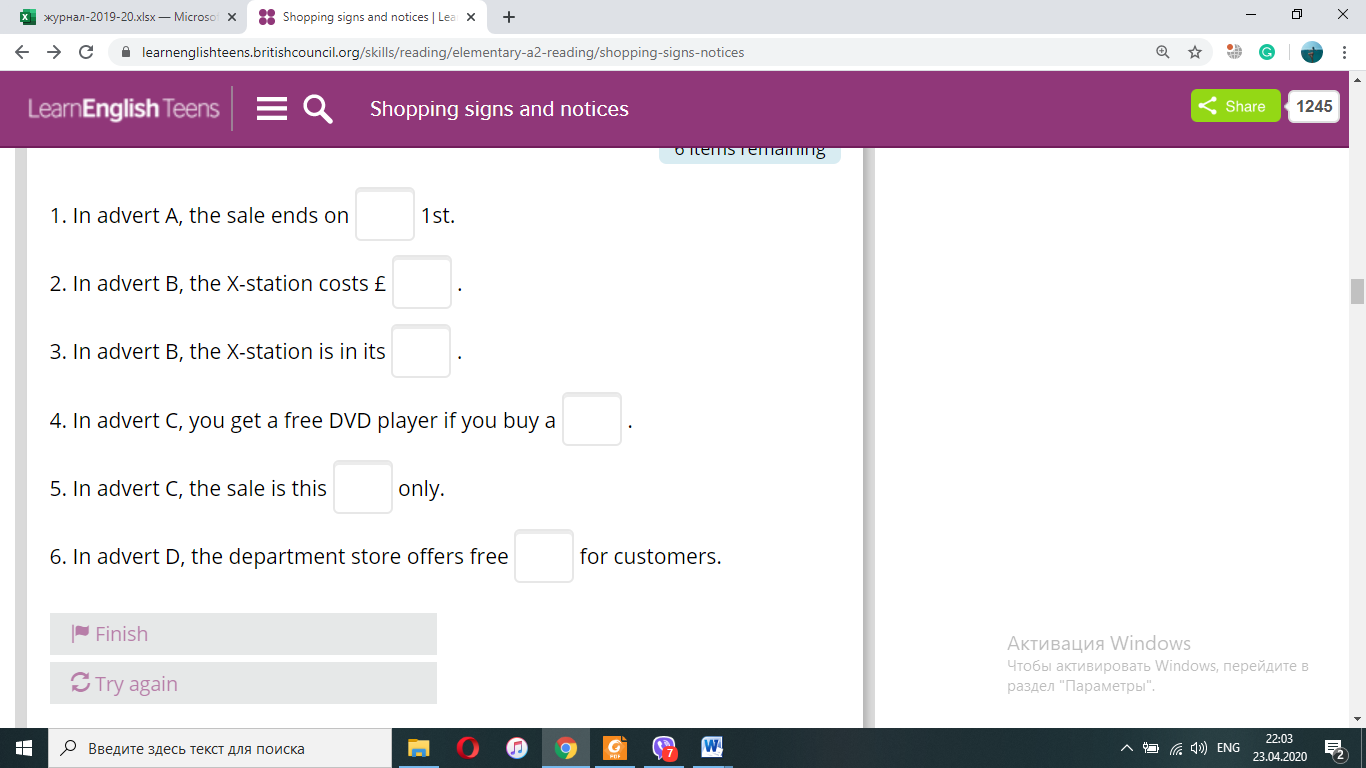 журнал-2019-20.xlsx — Microsof
Shopping signs and notices | Lea
learnenglishteens.britishcouncil.org/skills/reading/elementary-a2-reading/shopping-signs-notices
LearnEnglish Teens
Shopping signs and notices
Share
1245
6 items remaining
1. In advert A, the sale ends on 1st.
2. In advert B, the X-station costs £ .
3. In advert B, the X-station is in its .
4. In advert C, you get a free DVD player if you buy a .
5. In advert C, the sale is this only.
6. In advert D, the department store offers free for customers.
Finish
Try again
Активация Windows
Чтобы активировать Windows, перейдите в
раздел "Параметры".
Введите здесь текст для поиска
7
ENG
22:03
23.04.2020
2